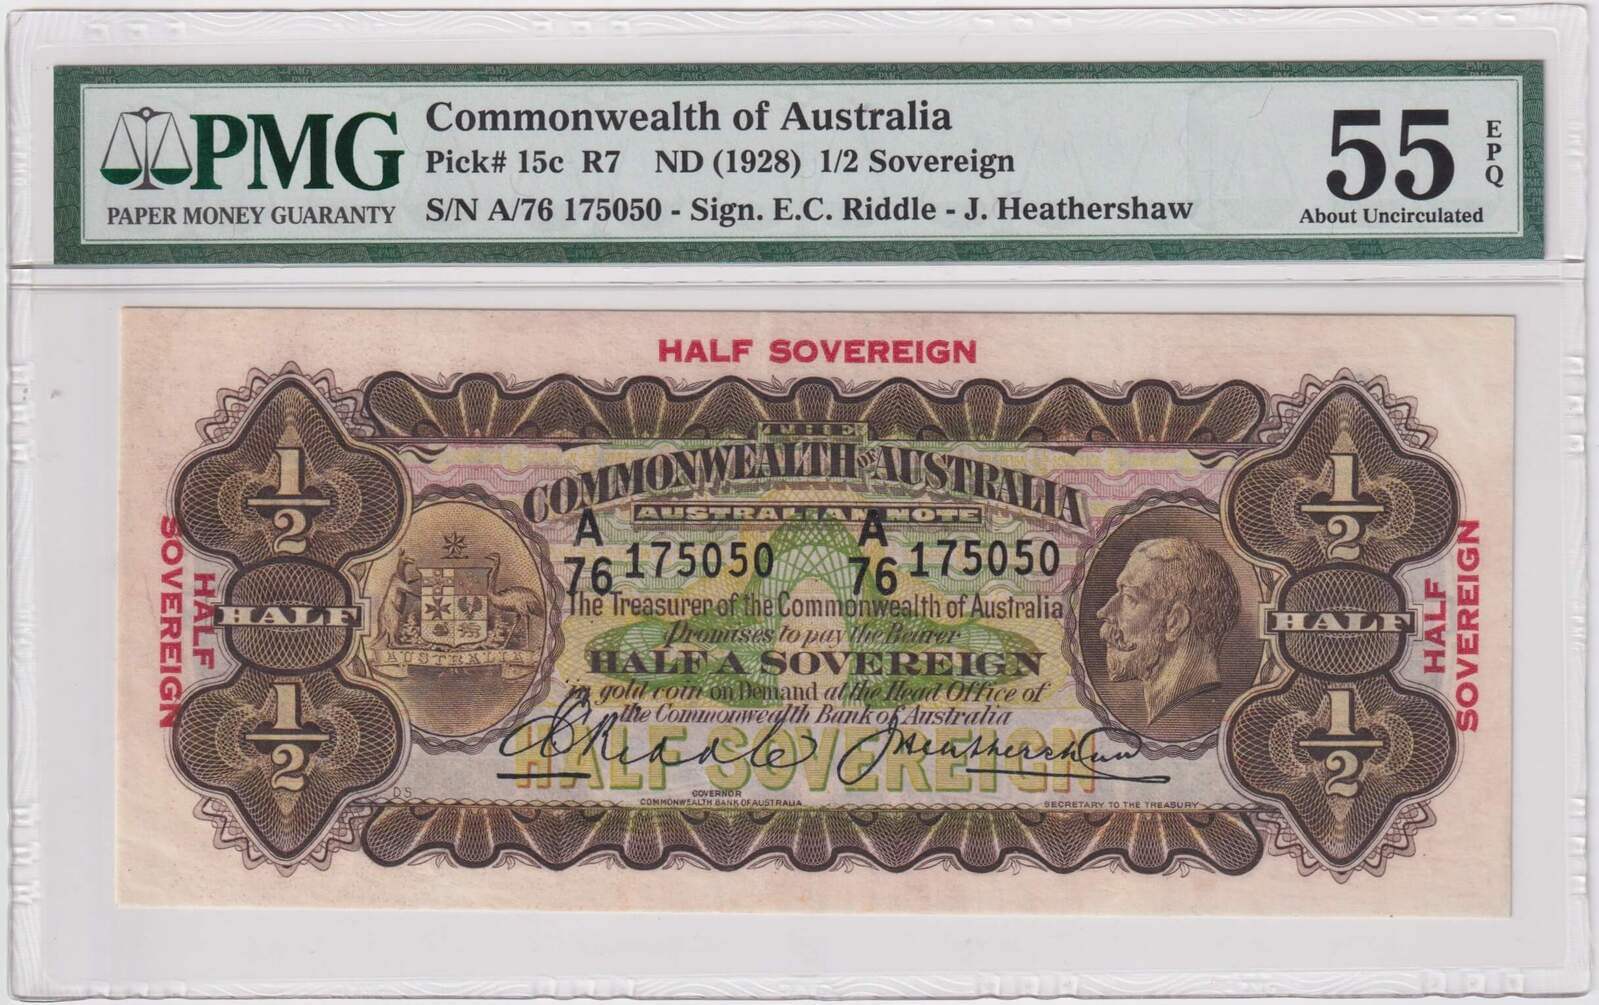 PMG
PAPER MONEY GUARANTY
Commonwealth of Australia
Pick# 15c R7 ND (1928) 1/2 Sovereign
S/N A/76 175050 - Sign. E.C. Riddle - J. Heathershaw
55
EPQ
About Uncirculated
HALF SOVEREIGN
THE
COMMONWEALTH OF AUSTRALIA
AUSTRALIAN NOTE
A
76 175050
A
76 175050
1/2
1/2
HALF
HALF
1/2
1/2
HALF
SOVEREIGN
HALF
SOVEREIGN
AUSTRALIA
The Treasurer of the Commonwealth of Australia
Promises to pay the Bearer
HALF A SOVEREIGN
in gold coin on Demand at the Head Office of
the Commonwealth Bank of Australia
HALF SOVEREIGN
E C Riddle
J Heathershaw
D S
GOVERNOR
COMMONWEALTH BANK OF AUSTRALIA
SECRETARY TO THE TREASURY